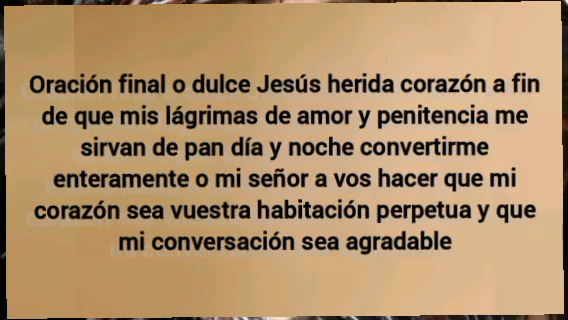 Oración final o dulce Jesús herida corazón a fin
de que mis lágrimas de amor y penitencia me
sirvan de pan día y noche convertirme
enteramente o mi señor a vos hacer que mi
corazón sea vuestra habitación perpetua y que
mi conversación sea agradable